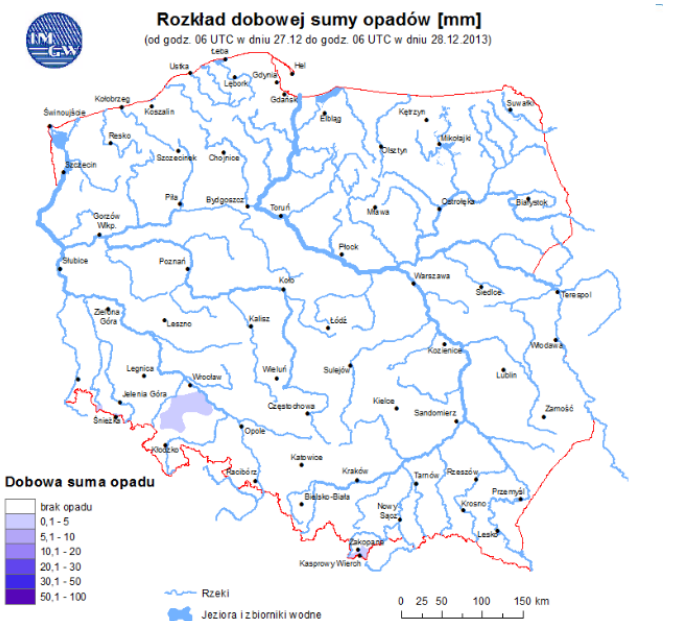 IM
GW
Rozkład dobowej sumy opadów [mm]
(od godz. 06 UTC w dniu 27.12 do godz. 06 UTC w dniu 28.12.2013)
Łeba
Ustka
Hel
Gdynia
Lębork
Gdańsk
Kołobrzeg
Koszalin
Świnoujście
Elbląg
Kętrzyn
Suwałki
Resko
Mikołajki
Olsztyn
Szczecinek
Chojnice
Szczecin
Piła
Bydgoszcz
Toruń
Mława
Ostrołęka
Białystok
Gorzów
Wlkp.
Płock
Słubice
Poznań
Koło
Warszawa
Siedlce
Terespol
Zielona
Góra
Leszno
Kalisz
Łódź
Kozienice
Włodawa
Legnica
Wrocław
Wieluń
Sulejów
Lublin
Jelenia Góra
Śnieżka
Częstochowa
Kielce
Sandomierz
Zamość
Opole
Kłodzko
Katowice
Racibórz
Kraków
Tarnów
Rzeszów
Przemyśl
Bielsko-Biała
Nowy
Sącz
Krosno
Lesko
Zakopane
Kasprowy Wierch
Dobowa suma opadu
brak opadu
0,1 - 5
5,1 - 10
10,1 - 20
20,1 - 30
30,1 - 50
50,1 - 100
Rzeki
Jeziora i zbiorniki wodne
0 25 50 100 150 km